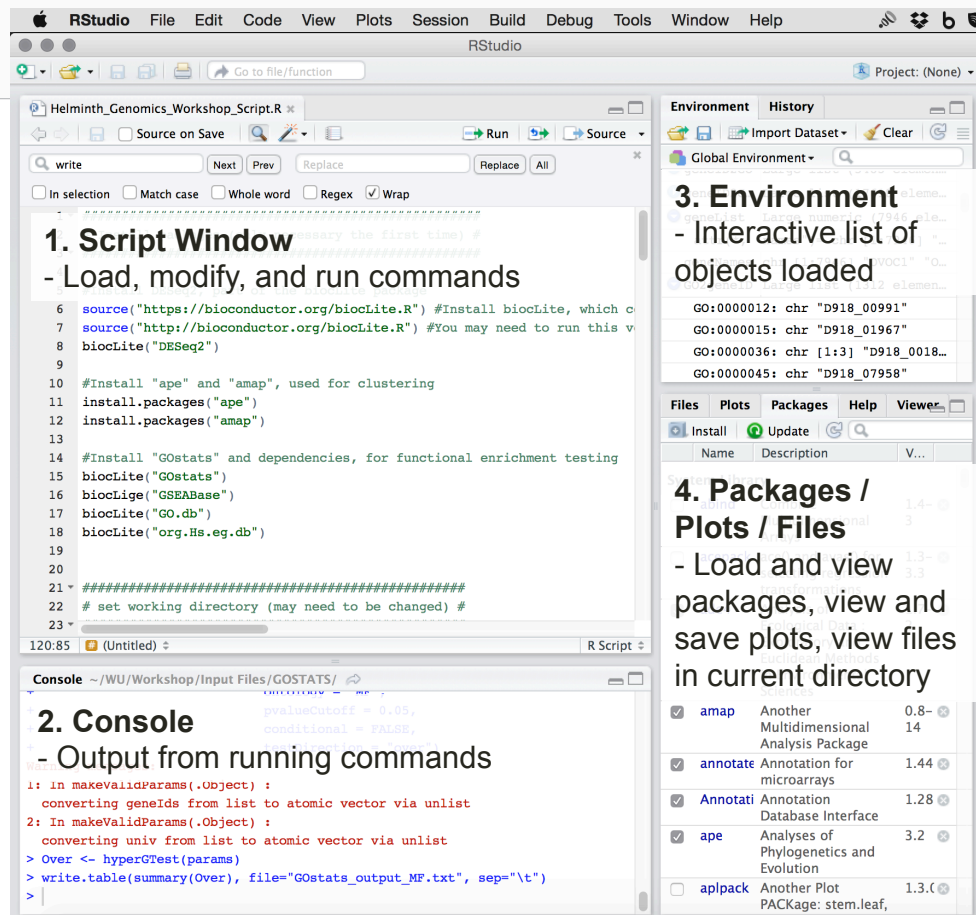 RStudio File Edit Code View Plots Session Build Debug Tools Window Help
RStudio
Go to file/function
Project: (None)
Helminth_Genomics_Workshop_Script.R
Source on Save
Run
Source
write
Next
Prev
Replace
Replace
All
In selection
Match case
Whole word
Regex
Wrap
1. Script Window
- Load, modify, and run commands
6 source("https://bioconductor.org/biocLite.R") #Install biocLite, which
7 source("http://bioconductor.org/biocLite.R") #You may need to run this
8 biocLite("DESeq2")
9
10 #Install "ape" and "amap", used for clustering
11 install.packages("ape")
12 install.packages("amap")
13
14 #Install "GOstats" and dependencies, for functional enrichment testing
15 biocLite("GOstats")
16 biocLige("GSEABase")
17 biocLite("GO.db")
18 biocLite("org.Hs.eg.db")
19
20
21 ##################################################
22 # set working directory (may need to be changed) #
23
120:85 (Untitled) R Script
Console ~/WU/Workshop/Input Files/GOSTATS/
+ pvalueCutoff = 0.05,
+ conditional = FALSE,
2. Console
- Output from running commands
1: In makeValidParams(.Object) :
converting geneIds from list to atomic vector via unlist
2: In makeValidParams(.Object) :
converting univ from list to atomic vector via unlist
> Over <- hyperGTest(params)
> write.table(summary(Over), file="GOstats_output_MF.txt", sep="\t")
>
Environment History
Import Dataset Clear
Global Environment
3. Environment
- Interactive list of
objects loaded
GO:0000012: chr "D918_00991"
GO:0000015: chr "D918_01967"
GO:0000036: chr [1:3] "D918_0018…
GO:0000045: chr "D918_07958"
Files Plots Packages Help Viewer
Install Update
Name Description V...
4. Packages /
Plots / Files
- Load and view
packages, view and
save plots, view files
in current directory
amap Another 0.8–
Multidimensional 14
Analysis Package
annotate Annotation for 1.44
microarrays
Annotati Annotation 1.28
Database Interface
ape Analyses of 3.2
Phylogenetics and
Evolution
aplpack Another Plot 1.3.(
PACKage: stem.leaf,